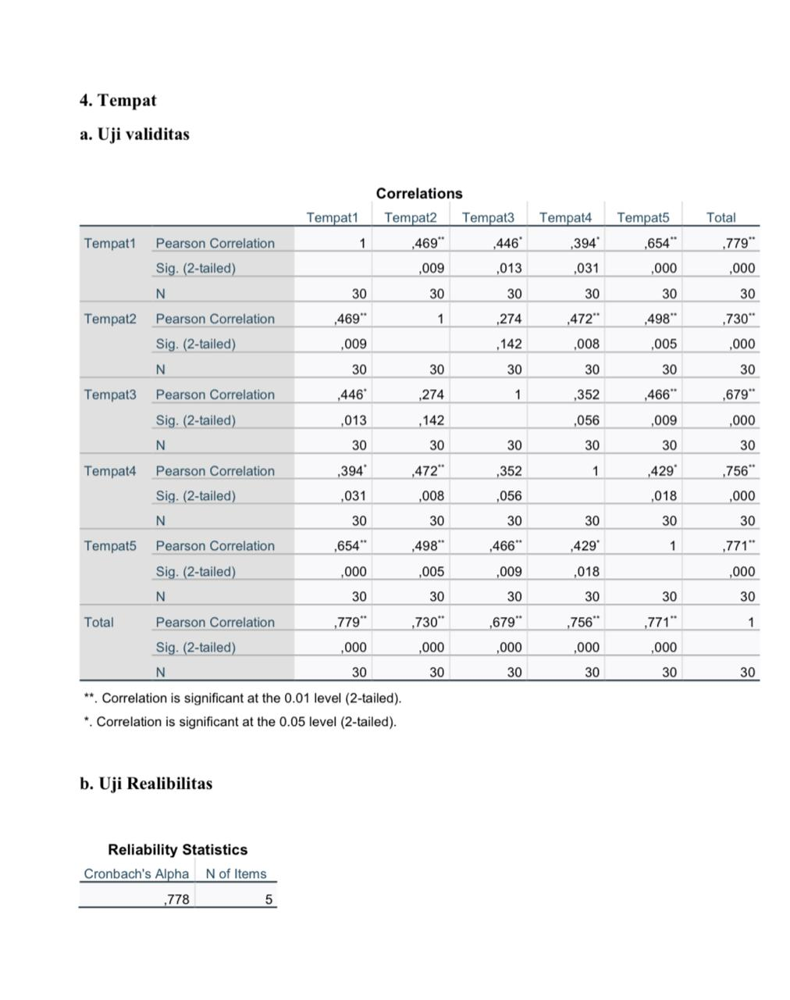 4. Tempat
a. Uji validitas
Correlations
Tempat1 Tempat2 Tempat3 Tempat4 Tempat5 Total
Tempat1 Pearson Correlation 1 ,469** ,446* ,394* ,654** ,779**
Sig. (2-tailed) ,009 ,013 ,031 ,000 ,000
N 30 30 30 30 30 30
Tempat2 Pearson Correlation ,469** 1 ,274 ,472** ,498** ,730**
Sig. (2-tailed) ,009 ,142 ,008 ,005 ,000
N 30 30 30 30 30 30
Tempat3 Pearson Correlation ,446* ,274 1 ,352 ,466** ,679**
Sig. (2-tailed) ,013 ,142 ,056 ,009 ,000
N 30 30 30 30 30 30
Tempat4 Pearson Correlation ,394* ,472** ,352 1 ,429* ,756**
Sig. (2-tailed) ,031 ,008 ,056 ,018 ,000
N 30 30 30 30 30 30
Tempat5 Pearson Correlation ,654** ,498** ,466** ,429* 1 ,771**
Sig. (2-tailed) ,000 ,005 ,009 ,018 ,000
N 30 30 30 30 30 30
Total Pearson Correlation ,779** ,730** ,679** ,756** ,771** 1
Sig. (2-tailed) ,000 ,000 ,000 ,000 ,000
N 30 30 30 30 30 30
**. Correlation is significant at the 0.01 level (2-tailed).
*. Correlation is significant at the 0.05 level (2-tailed).
b. Uji Realibilitas
Reliability Statistics
Cronbach's Alpha N of Items
,778 5